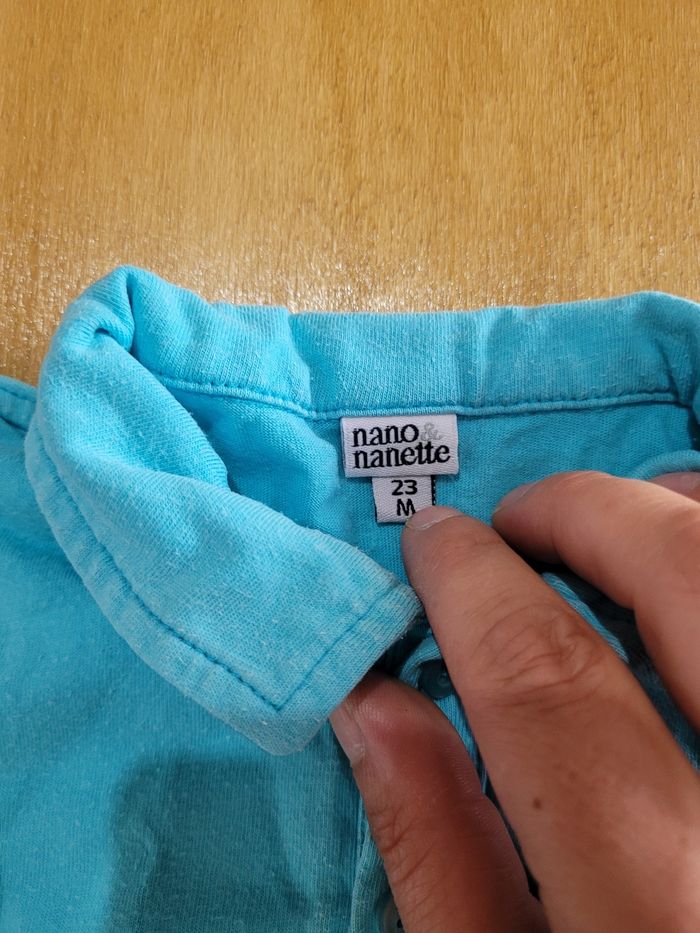 nano &
nanette
23
M